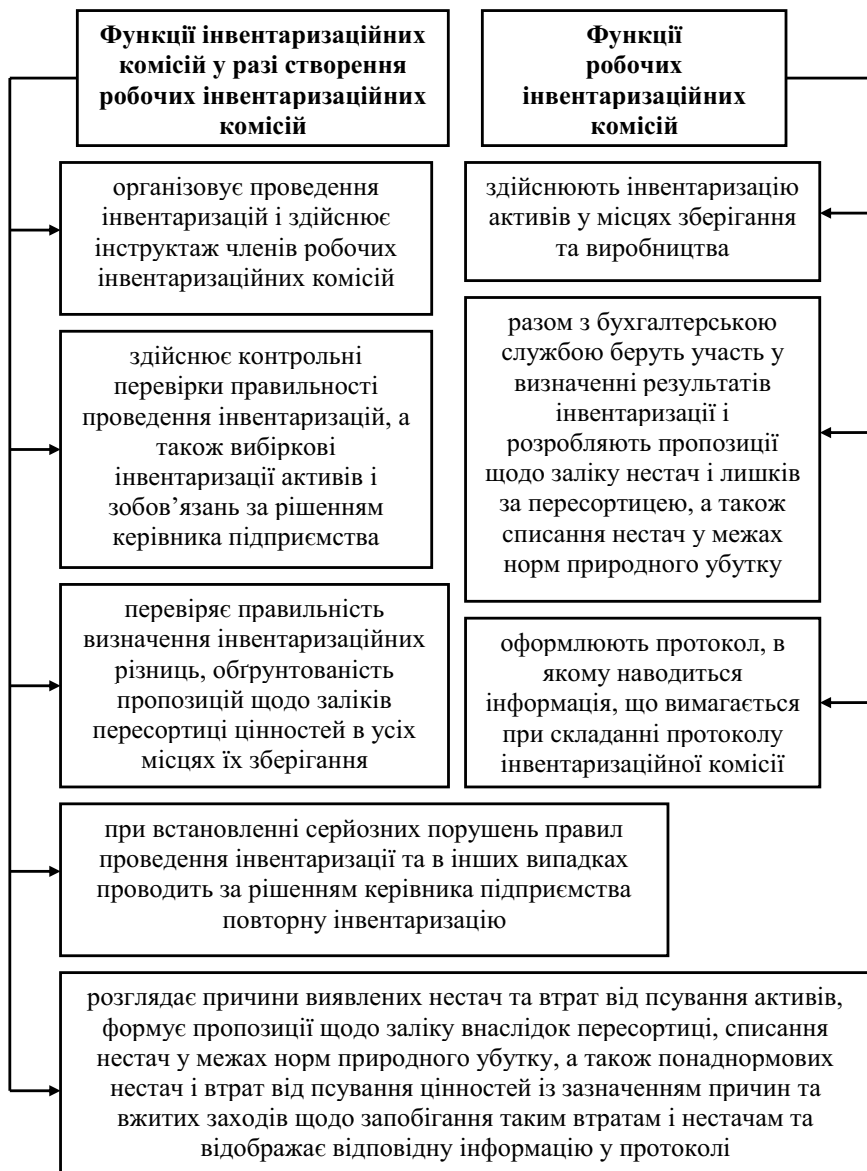 Функції інвентаризаційних
комісій у разі створення
робочих інвентаризаційних
комісій
Функції
робочих
інвентаризаційних
комісій
організовує проведення
інвентаризацій і здійснює
інструктаж членів робочих
інвентаризаційних комісій
здійснює контрольні
перевірки правильності
проведення інвентаризацій, а
також вибіркові
інвентаризації активів і
зобов’язань за рішенням
керівника підприємства
перевіряє правильність
визначення інвентаризаційних
різниць, обґрунтованість
пропозицій щодо заліків
пересортиці цінностей в усіх
місцях їх зберігання
здійснюють інвентаризацію
активів у місцях зберігання
та виробництва
разом з бухгалтерською
службою беруть участь у
визначенні результатів
інвентаризації і
розробляють пропозиції
щодо заліку нестач і лишків
за пересортицею, а також
списання нестач у межах
норм природного убутку
оформлюють протокол, в
якому наводиться
інформація, що вимагається
при складанні протоколу
інвентаризаційної комісії
при встановленні серйозних порушень правил
проведення інвентаризації та в інших випадках
проводить за рішенням керівника підприємства
повторну інвентаризацію
розглядає причини виявлених нестач та втрат від псування активів,
формує пропозиції щодо заліку внаслідок пересортиці, списання
нестач у межах норм природного убутку, а також понаднормових
нестач і втрат від псування цінностей із зазначенням причин та
вжитих заходів щодо запобігання таким втратам і нестачам та
відображає відповідну інформацію у протоколі